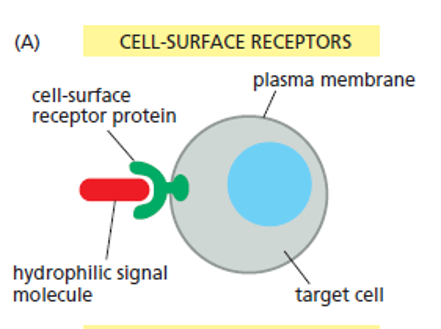 (A)
CELL-SURFACE RECEPTORS
plasma membrane
cell-surface
receptor protein
hydrophilic signal
molecule
target cell